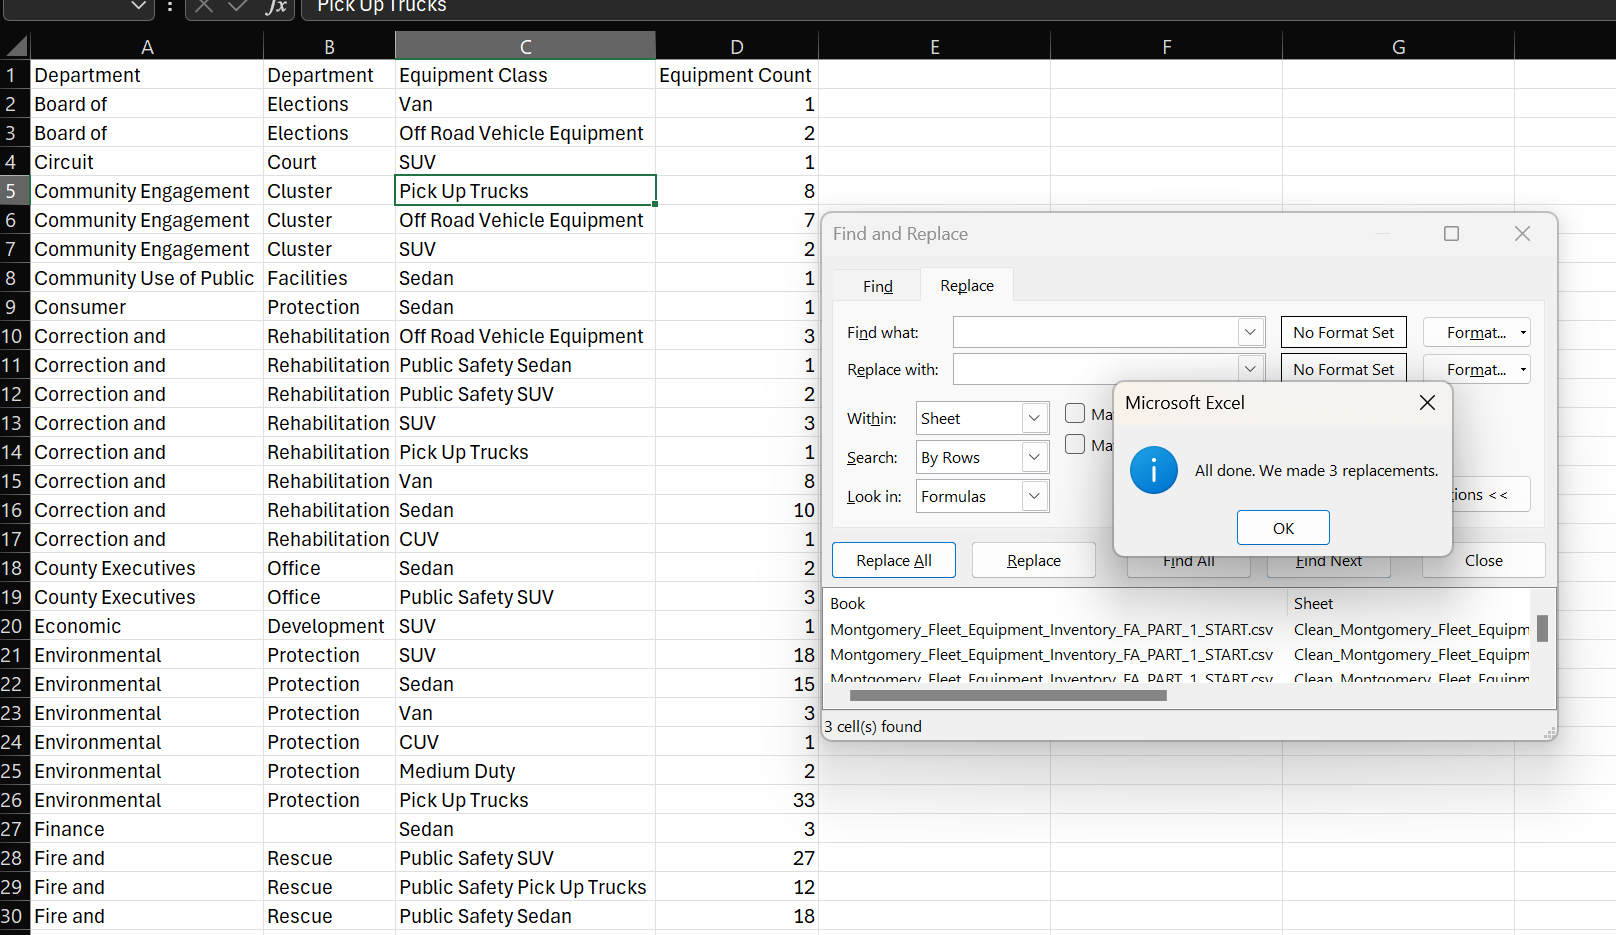 Pick Up Trucks
A B C D E F G
1 Department Department Equipment Class Equipment Count
2 Board of Elections Van 1
3 Board of Elections Off Road Vehicle Equipment 2
4 Circuit Court SUV 1
5 Community Engagement Cluster Pick Up Trucks 8
6 Community Engagement Cluster Off Road Vehicle Equipment 7
7 Community Engagement Cluster SUV 2
8 Community Use of Public Facilities Sedan 1
9 Consumer Protection Sedan 1
10 Correction and Rehabilitation Off Road Vehicle Equipment 3
11 Correction and Rehabilitation Public Safety Sedan 1
12 Correction and Rehabilitation Public Safety SUV 2
13 Correction and Rehabilitation SUV 3
14 Correction and Rehabilitation Pick Up Trucks 1
15 Correction and Rehabilitation Van 8
16 Correction and Rehabilitation Sedan 10
17 Correction and Rehabilitation CUV 1
18 County Executives Office Sedan 2
19 County Executives Office Public Safety SUV 3
20 Economic Development SUV 1
21 Environmental Protection SUV 18
22 Environmental Protection Sedan 15
23 Environmental Protection Van 3
24 Environmental Protection CUV 1
25 Environmental Protection Medium Duty 2
26 Environmental Protection Pick Up Trucks 33
27 Finance Sedan 3
28 Fire and Rescue Public Safety SUV 27
29 Fire and Rescue Public Safety Pick Up Trucks 12
30 Fire and Rescue Public Safety Sedan 18
Find and Replace
Find Replace
Find what: No Format Set Format...
Replace with: No Format Set Format...
Within: Sheet Ma
Search: By Rows Ma
Look in: Formulas
ions <<
Microsoft Excel
All done. We made 3 replacements.
OK
Replace All Replace Find All Find Next Close
Book Sheet
Montgomery_Fleet_Equipment_Inventory_FA_PART_1_START.csv Clean_Montgomery_Fleet_Equipm
Montgomery_Fleet_Equipment_Inventory_FA_PART_1_START.csv Clean_Montgomery_Fleet_Equipm
Montgomery_Fleet_Equipment_Inventory_FA_PART_1_START.csv Clean_Montgomery_Fleet_Equipm
3 cell(s) found